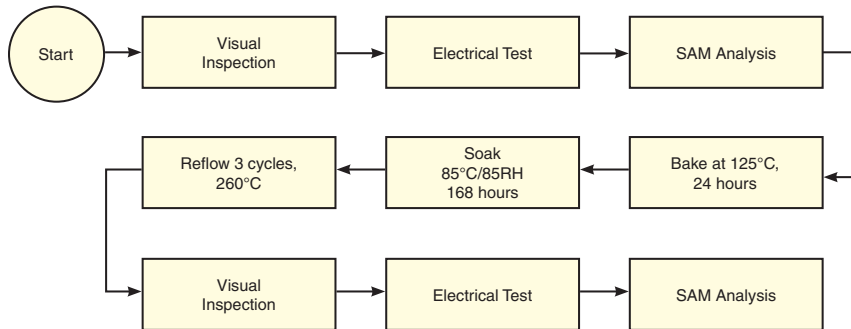 Start
Visual
Inspection
Electrical Test
SAM Analysis
Bake at 125°C,
24 hours
Soak
85°C/85RH
168 hours
Reflow 3 cycles,
260°C
Visual
Inspection
Electrical Test
SAM Analysis